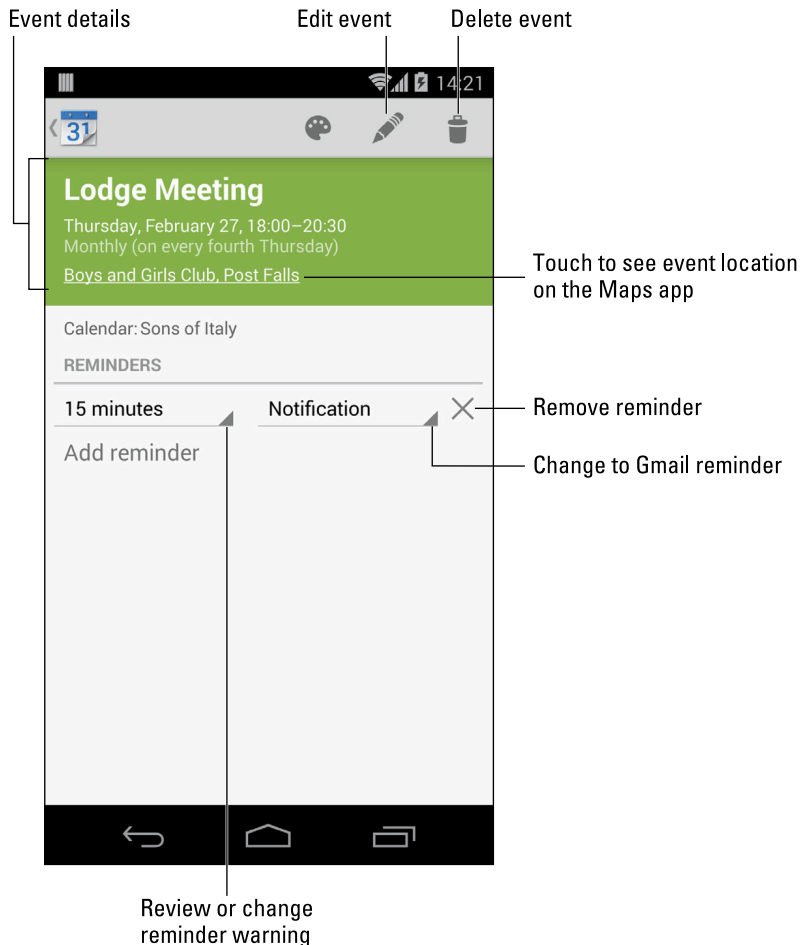 Event details
Edit event
Delete event
14:21
31
Lodge Meeting
Thursday, February 27, 18:00–20:30
Monthly (on every fourth Thursday)
Boys and Girls Club, Post Falls
Touch to see event location
on the Maps app
Calendar: Sons of Italy
REMINDERS
15 minutes
Notification
Remove reminder
Add reminder
Change to Gmail reminder
Review or change
reminder warning